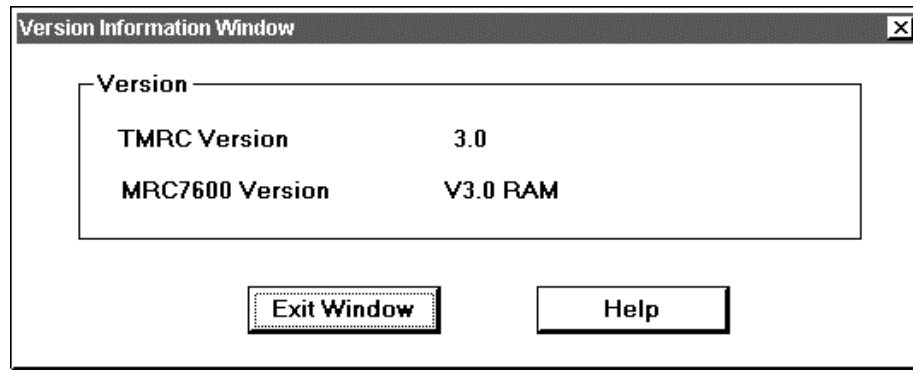 Version Information Window
Version
TMRC Version 3.0
MRC7600 Version V3.0 RAM
Exit Window Help